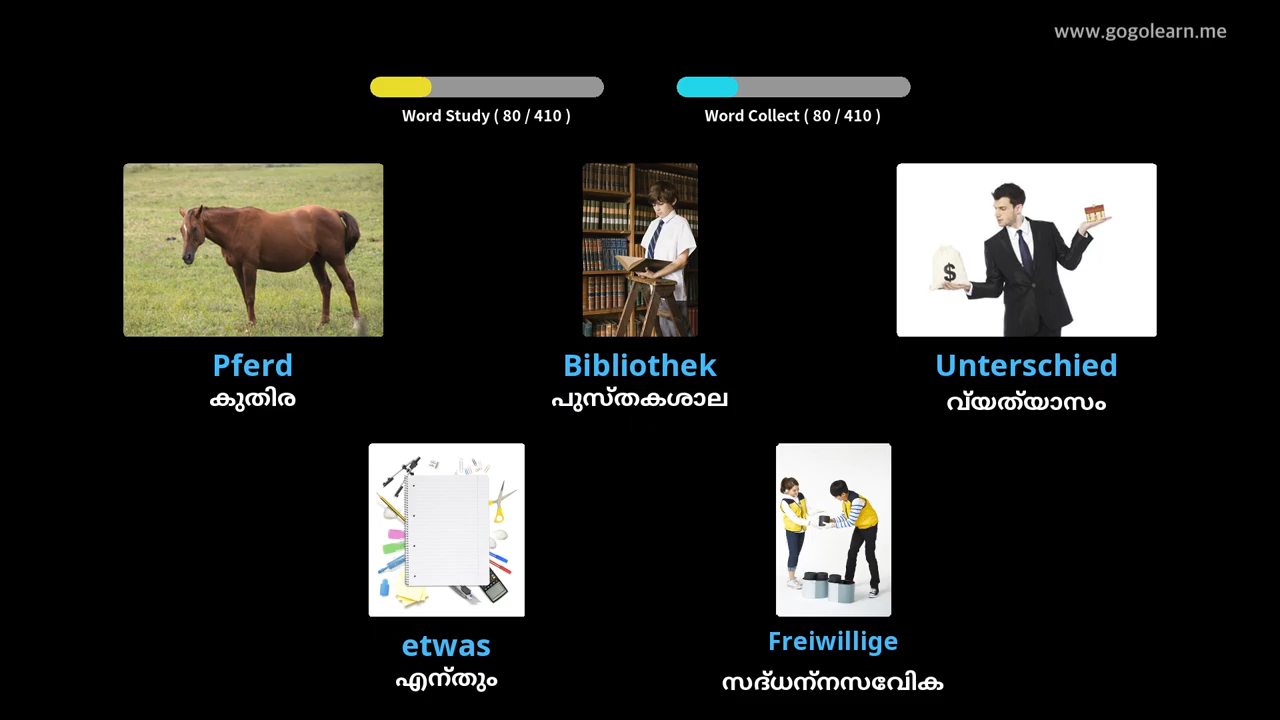 www.gogolearn.me
Word Study ( 80 / 410 )
Word Collect ( 80 / 410 )
$
Pferd
കുതിര
Bibliothek
പുസ്തകശാല
Unterschied
വ്യത്യാസം
etwas
എന്തും
Freiwillige
സദ്ധന്നസേവിക